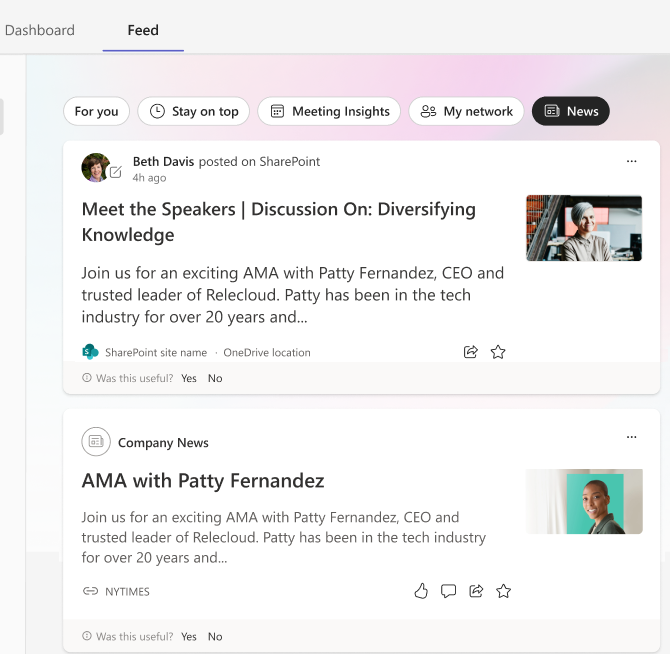 Dashboard
Feed
For you
Stay on top
Meeting Insights
My network
News
Beth Davis posted on SharePoint
4h ago
Meet the Speakers | Discussion On: Diversifying
Knowledge
Join us for an exciting AMA with Patty Fernandez, CEO and
trusted leader of Relecloud. Patty has been in the tech
industry for over 20 years and...
SharePoint site name · OneDrive location
Was this useful? Yes No
Company News
AMA with Patty Fernandez
Join us for an exciting AMA with Patty Fernandez, CEO and
trusted leader of Relecloud. Patty has been in the tech industry
for over 20 years and...
NYTIMES
Was this useful? Yes No